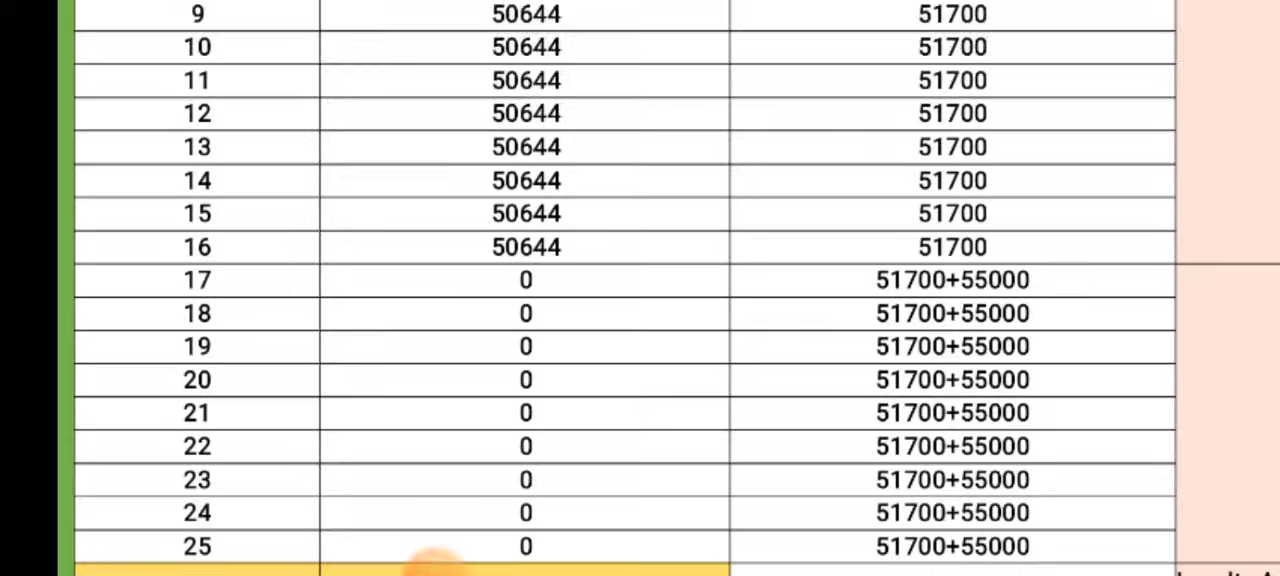 9 50644 51700
10 50644 51700
11 50644 51700
12 50644 51700
13 50644 51700
14 50644 51700
15 50644 51700
16 50644 51700
17 0 51700+55000
18 0 51700+55000
19 0 51700+55000
20 0 51700+55000
21 0 51700+55000
22 0 51700+55000
23 0 51700+55000
24 0 51700+55000
25 0 51700+55000